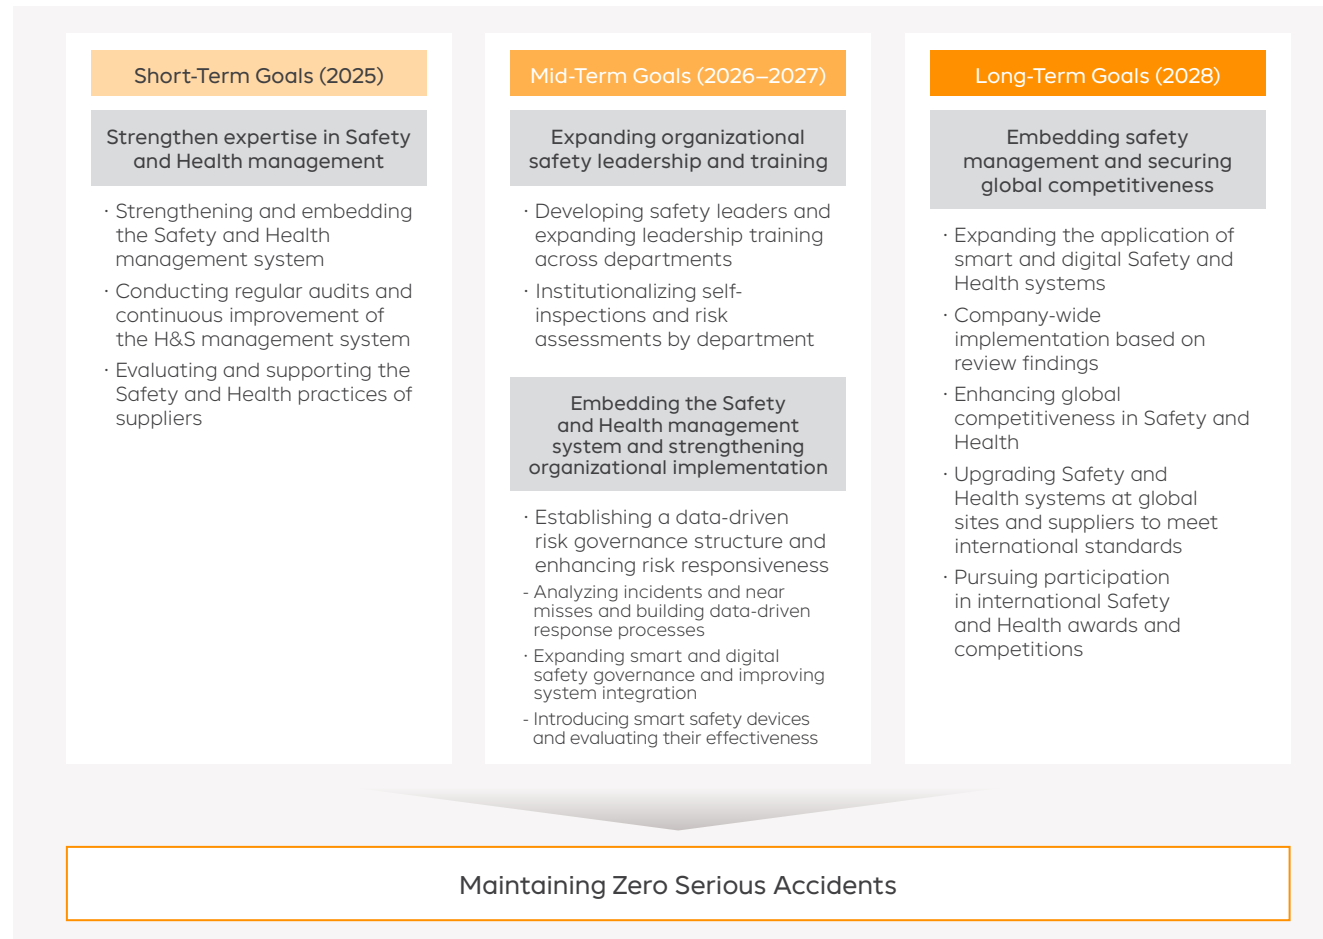 Short-Term Goals (2025)
Strengthen expertise in Safety
and Health management
· Strengthening and embedding
the Safety and Health
management system
· Conducting regular audits and
continuous improvement of
the H&S management system
· Evaluating and supporting the
Safety and Health practices of
suppliers
Mid-Term Goals (2026–2027)
Expanding organizational
safety leadership and training
· Developing safety leaders and
expanding leadership training
across departments
· Institutionalizing self-
inspections and risk
assessments by department
Embedding the Safety
and Health management
system and strengthening
organizational implementation
· Establishing a data-driven
risk governance structure and
enhancing risk responsiveness
- Analyzing incidents and near
misses and building data-driven
response processes
· Expanding smart and digital
safety governance and improving
system integration
- Introducing smart safety devices
and evaluating their effectiveness
Long-Term Goals (2028)
Embedding safety
management and securing
global competitiveness
· Expanding the application of
smart and digital Safety and
Health systems
· Company-wide
implementation based on
review findings
· Enhancing global
competitiveness in Safety and
Health
· Upgrading Safety and
Health systems at global
sites and suppliers to meet
international standards
· Pursuing participation
in international Safety
and Health awards and
competitions
Maintaining Zero Serious Accidents